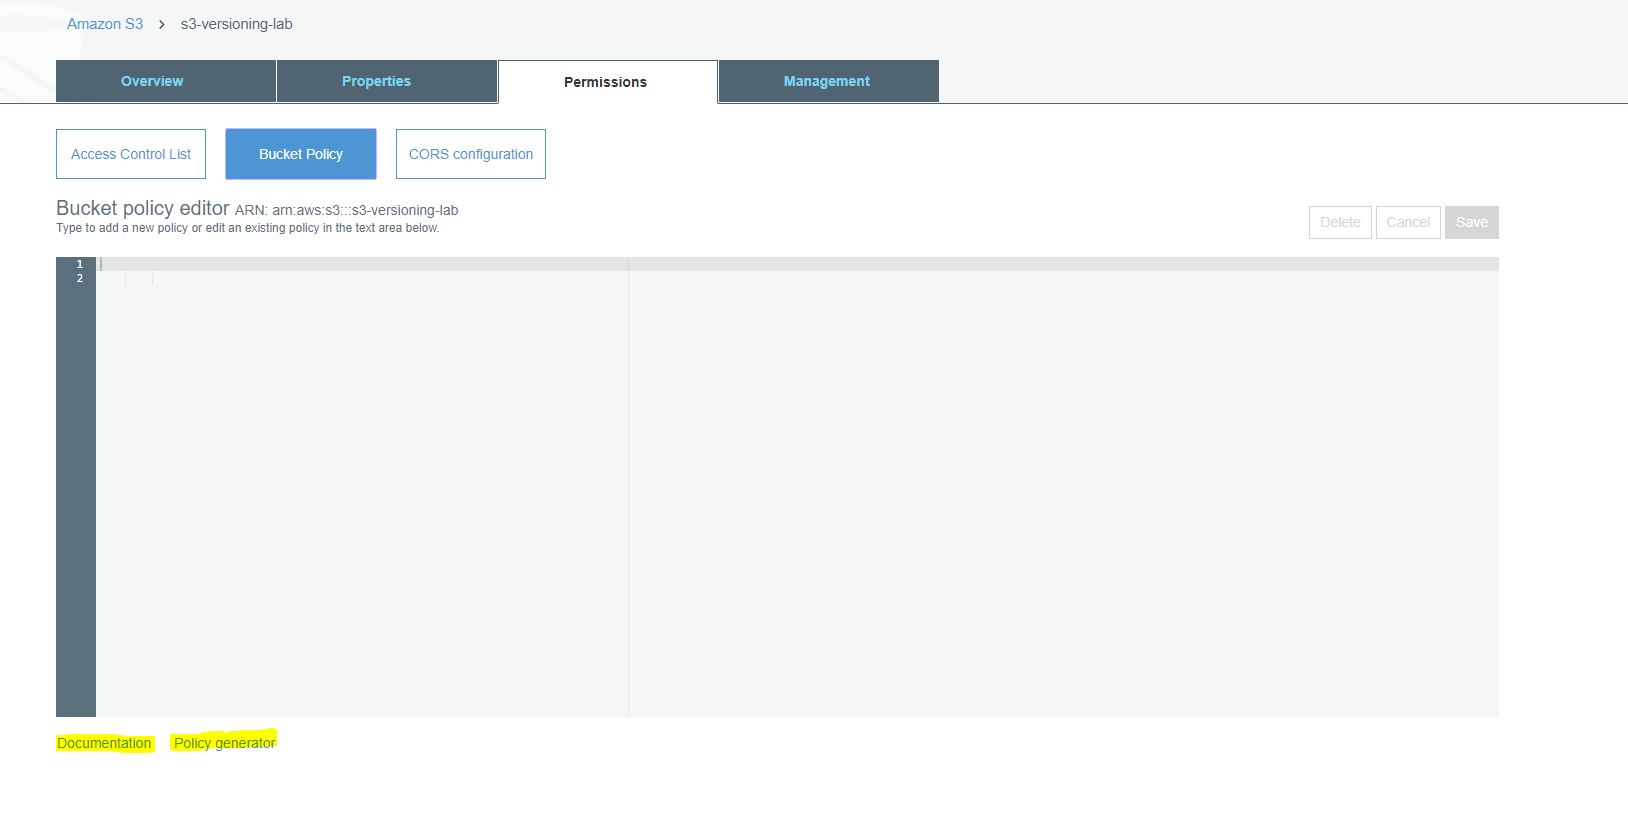 Amazon S3 > s3-versioning-lab
Overview Properties Permissions Management
Access Control List Bucket Policy CORS configuration
Bucket policy editor ARN: arn:aws:s3:::s3-versioning-lab
Type to add a new policy or edit an existing policy in the text area below.
Delete Cancel Save
1
2
Documentation Policy generator